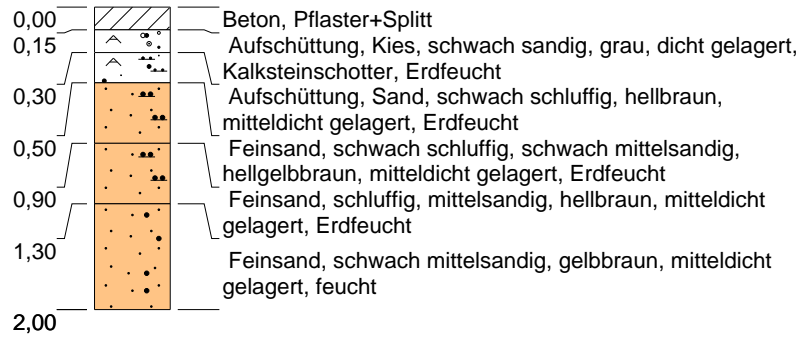 0,00
Beton, Pflaster+Splitt
0,15
Aufschüttung, Kies, schwach sandig, grau, dicht gelagert,
Kalksteinschotter, Erdfeucht
0,30
Aufschüttung, Sand, schwach schluffig, hellbraun,
mitteldicht gelagert, Erdfeucht
0,50
Feinsand, schwach schluffig, schwach mittelsandig,
hellgelbbraun, mitteldicht gelagert, Erdfeucht
0,90
Feinsand, schluffig, mittelsandig, hellbraun, mitteldicht
gelagert, Erdfeucht
1,30
Feinsand, schwach mittelsandig, gelbbraun, mitteldicht
gelagert, feucht
2,00